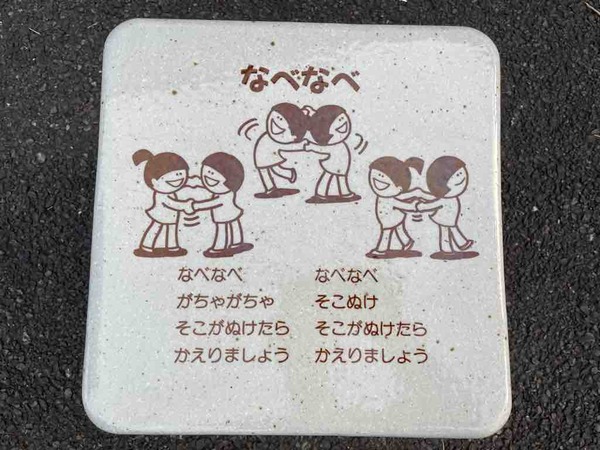 なべなべ
なべなべ
がちゃがちゃ
そこがぬけたら
かえりましょう
なべなべ
そこぬけ
そこがぬけたら
かえりましょう